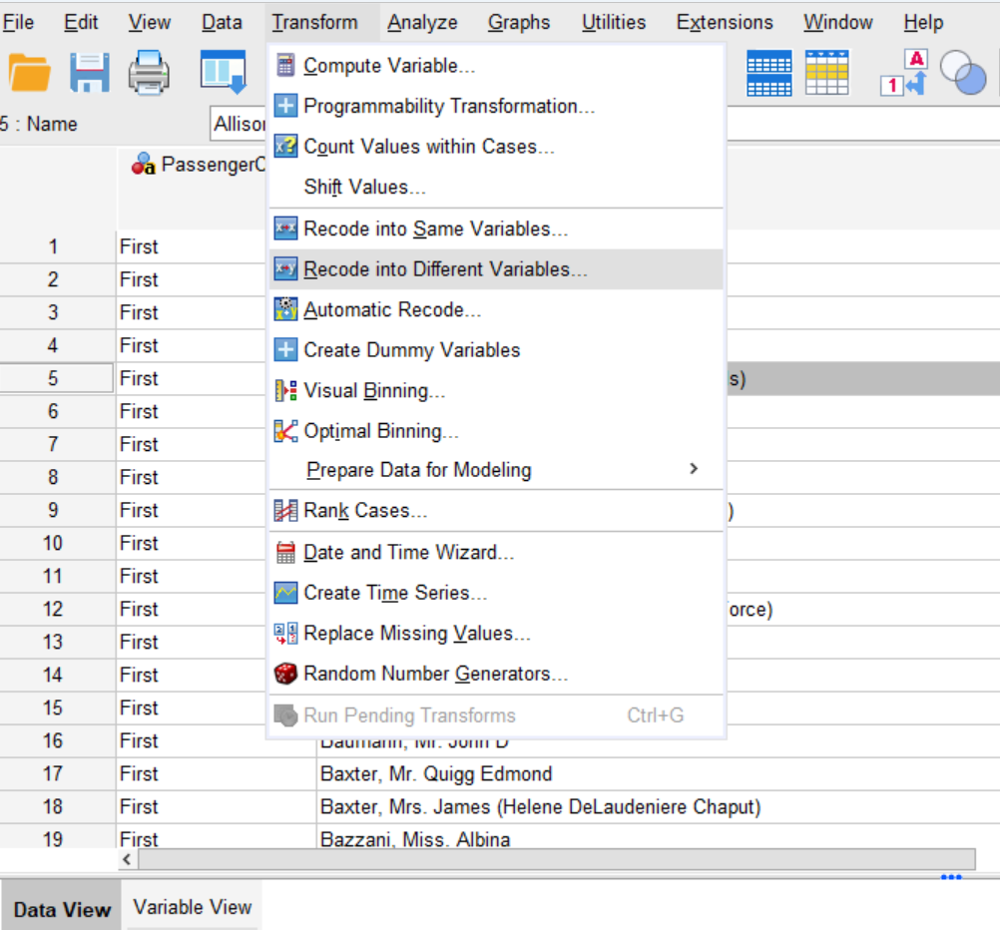 File Edit View Data Transform Analyze Graphs Utilities Extensions Window Help
A
1
5 : Name
PassengerC
Compute Variable...
Programmability Transformation...
Count Values within Cases...
Shift Values...
Recode into Same Variables...
Recode into Different Variables...
Automatic Recode...
Create Dummy Variables
Visual Binning...
Optimal Binning...
Prepare Data for Modeling
Rank Cases...
Date and Time Wizard...
Create Time Series...
Replace Missing Values...
Random Number Generators...
Run Pending Transforms Ctrl+G
1 First
2 First
3 First
4 First
5 First s)
6 First
7 First
8 First
9 First )
10 First
11 First
12 First orce)
13 First
14 First
15 First
16 First Baumann, Mr. John D
17 First Baxter, Mr. Quigg Edmond
18 First Baxter, Mrs. James (Helene DeLaudeniere Chaput)
19 First Bazzani, Miss. Albina
Data View Variable View